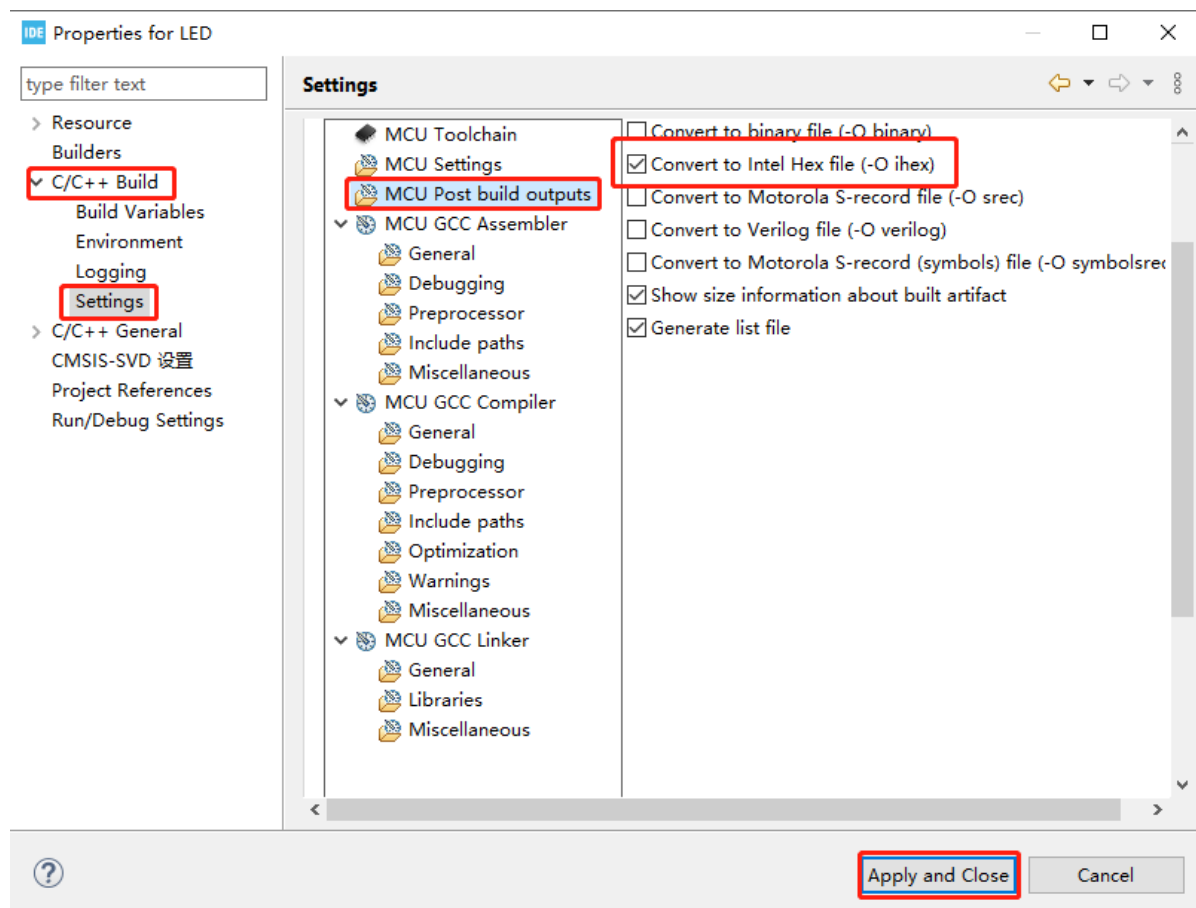 IDE Properties for LED
type filter text
Resource
Builders
C/C++ Build
Build Variables
Environment
Logging
Settings
C/C++ General
CMSIS-SVD 设置
Project References
Run/Debug Settings
Settings
MCU Toolchain
MCU Settings
MCU Post build outputs
MCU GCC Assembler
General
Debugging
Preprocessor
Include paths
Miscellaneous
MCU GCC Compiler
General
Debugging
Preprocessor
Include paths
Optimization
Warnings
Miscellaneous
MCU GCC Linker
General
Libraries
Miscellaneous
Convert to binary file (-O binary)
Convert to Intel Hex file (-O ihex)
Convert to Motorola S-record file (-O srec)
Convert to Verilog file (-O verilog)
Convert to Motorola S-record (symbols) file (-O symbolsrec
Show size information about built artifact
Generate list file
?
Apply and Close
Cancel